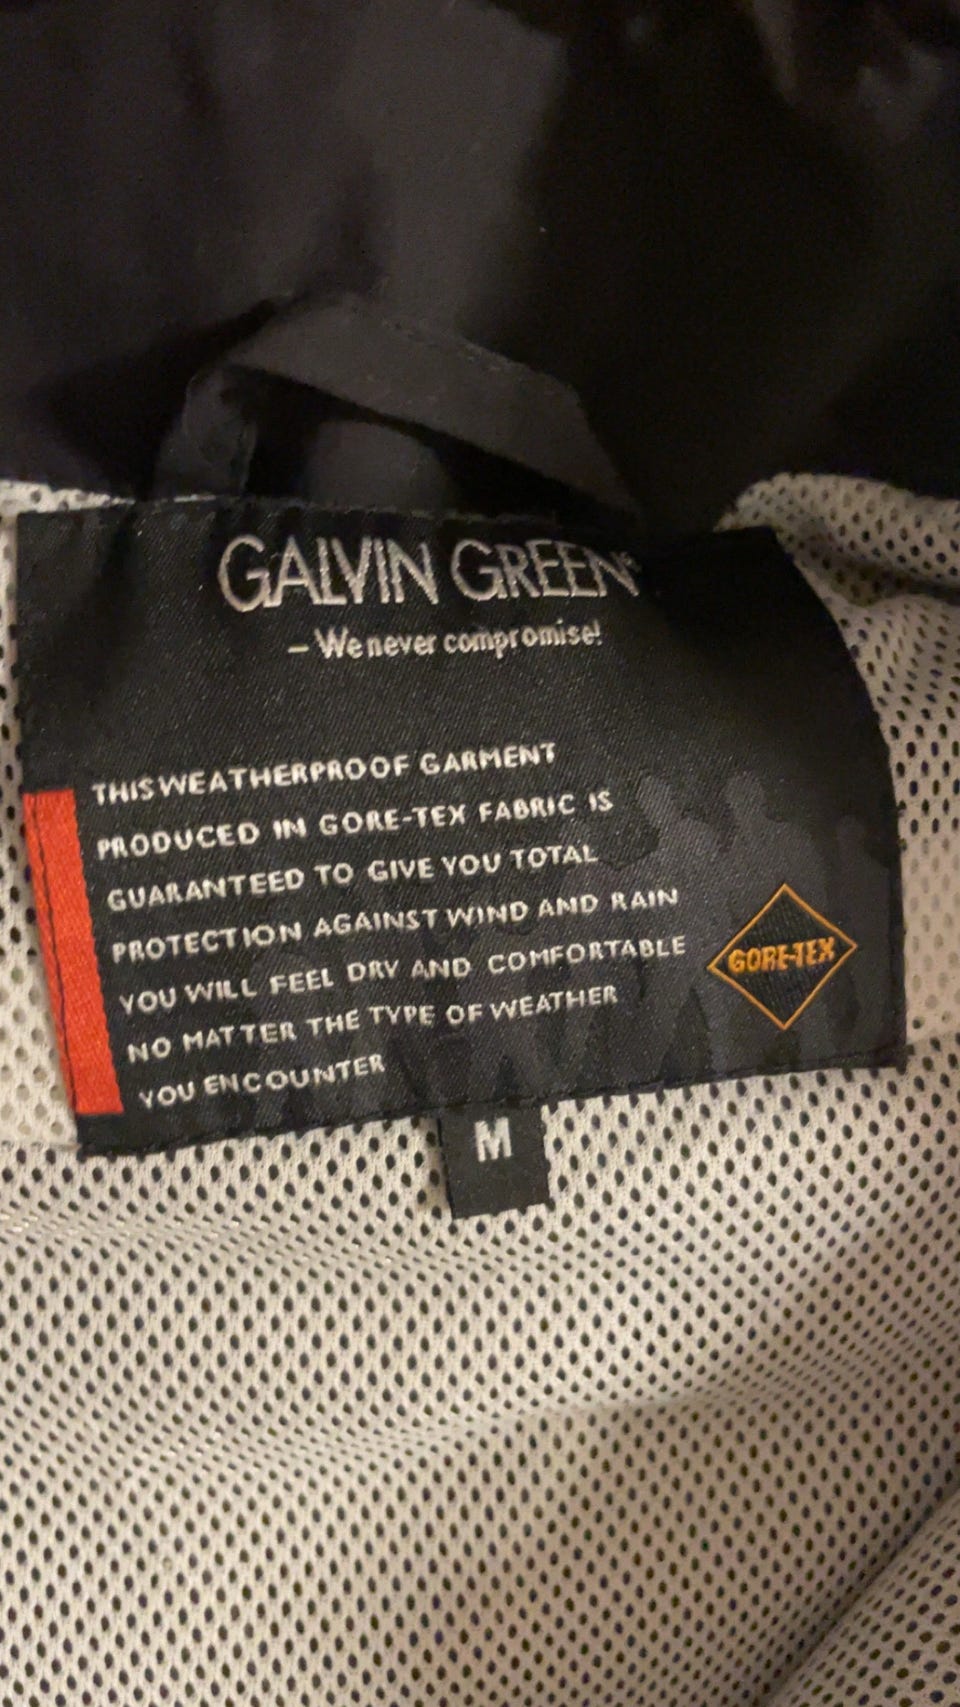 GALVIN GREEN®
– We never compromise!
THIS WEATHERPROOF GARMENT
PRODUCED IN GORE-TEX FABRIC IS
GUARANTEED TO GIVE YOU TOTAL
PROTECTION AGAINST WIND AND RAIN
YOU WILL FEEL DRY AND COMFORTABLE
NO MATTER THE TYPE OF WEATHER
YOU ENCOUNTER
GORE-TEX
M